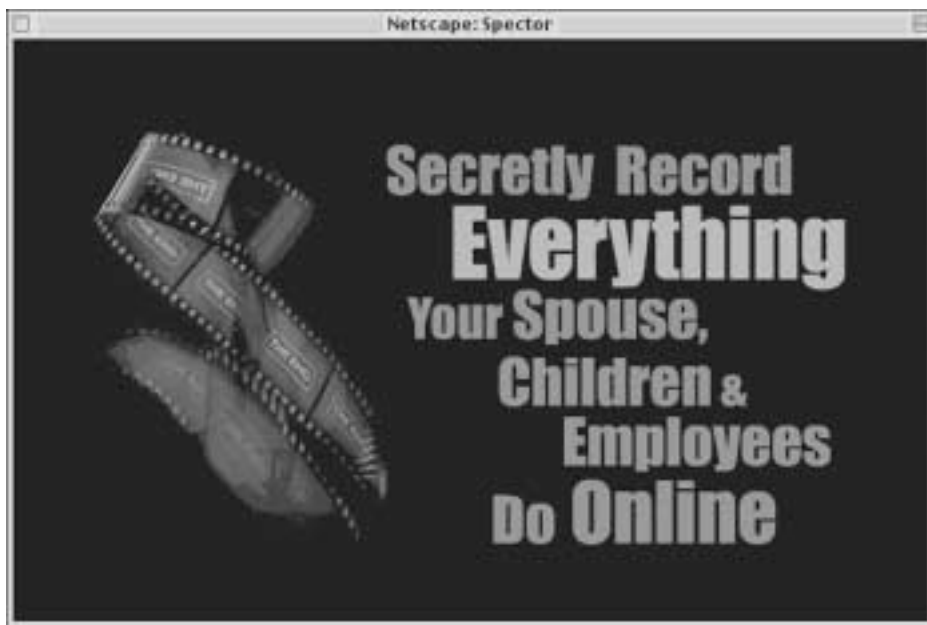 Netscape: Spector
Secretly Record
Everything
Your Spouse,
Children &
Employees
Do Online